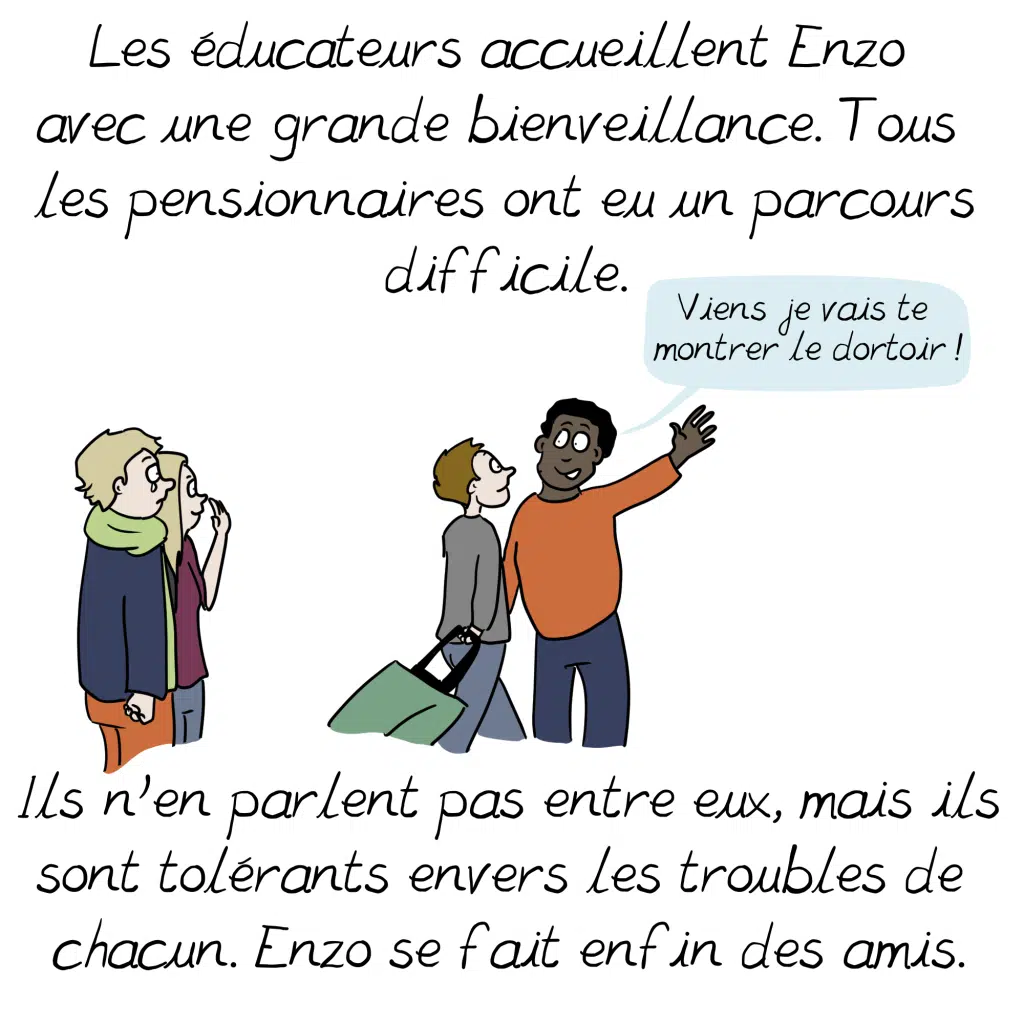 Les éducateurs accueillent Enzo
avec une grande bienveillance. Tous
les pensionnaires ont eu un parcours
difficile.
Viens je vais te
montrer le dortoir !
Ils n'en parlent pas entre eux, mais ils
sont tolérants envers les troubles de
chacun. Enzo se fait enfin des amis.